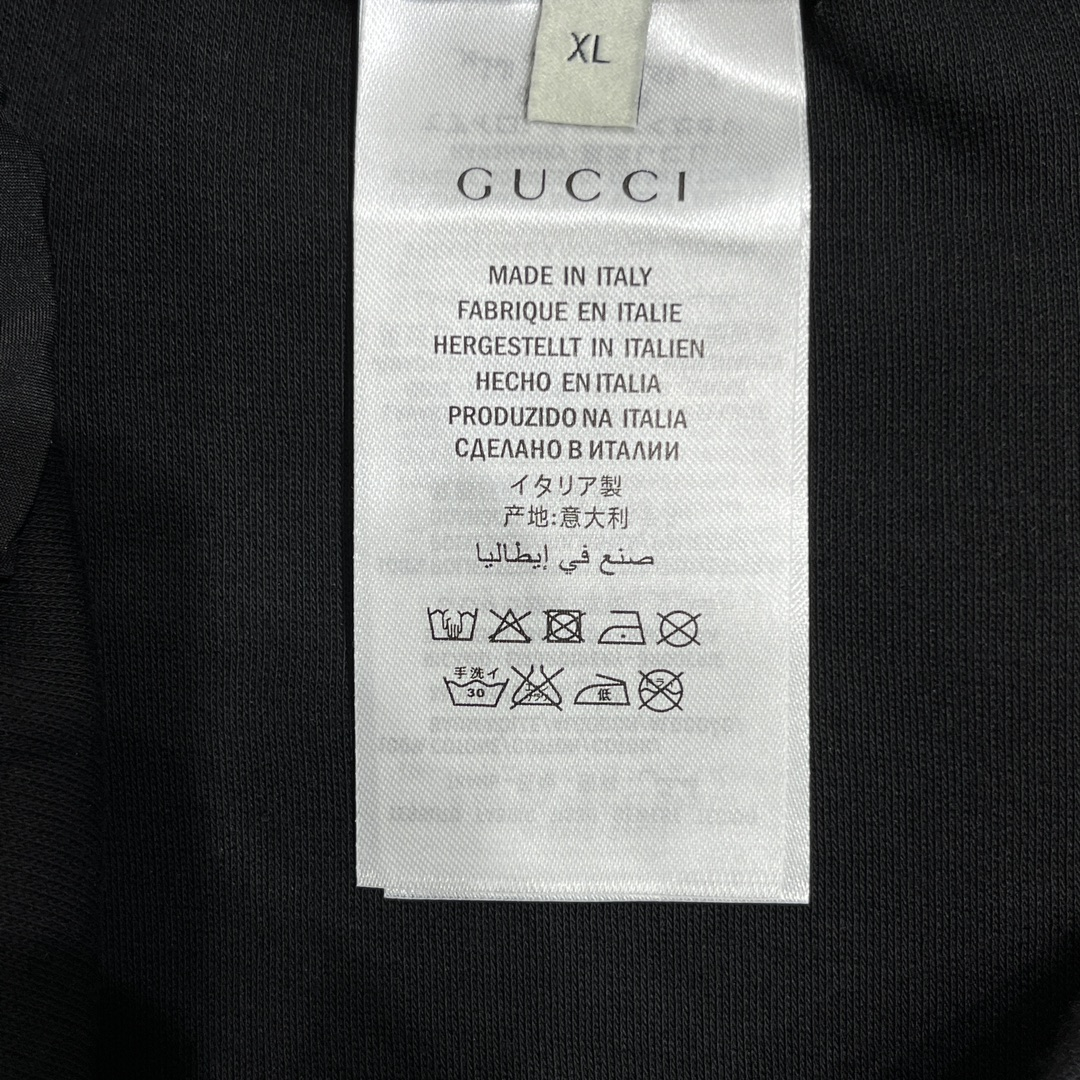 XL
GUCCI
MADE IN ITALY
FABRIQUE EN ITALIE
HERGESTELLT IN ITALIEN
HECHO EN ITALIA
PRODUZIDO NA ITALIA
СДЕЛАНО В ИТАЛИИ
イタリア製
产地:意大利
صنع في إيطاليا
手洗イ
30
低